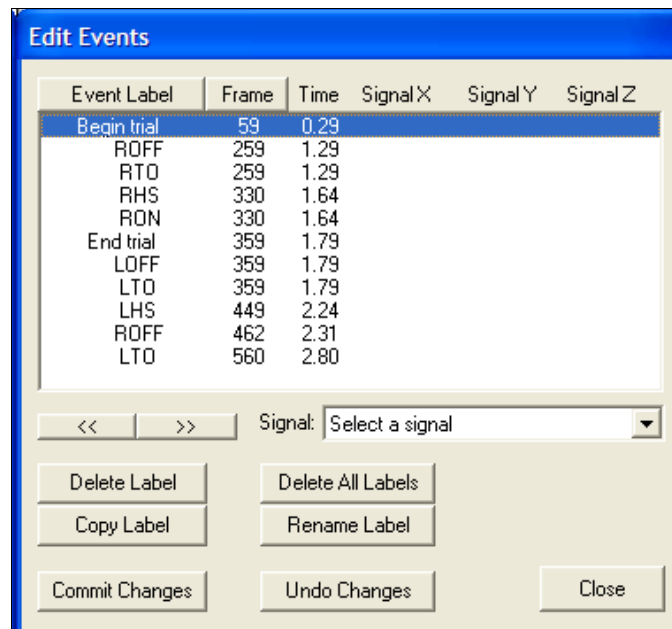 Edit Events
Event Label Frame Time Signal X Signal Y Signal Z
Begin trial 59 0.29
ROFF 259 1.29
RTO 259 1.29
RHS 330 1.64
RON 330 1.64
End trial 359 1.79
LOFF 359 1.79
LTO 359 1.79
LHS 449 2.24
ROFF 462 2.31
LTO 560 2.80
<< >> Signal: Select a signal
Delete Label Delete All Labels
Copy Label Rename Label
Commit Changes Undo Changes Close